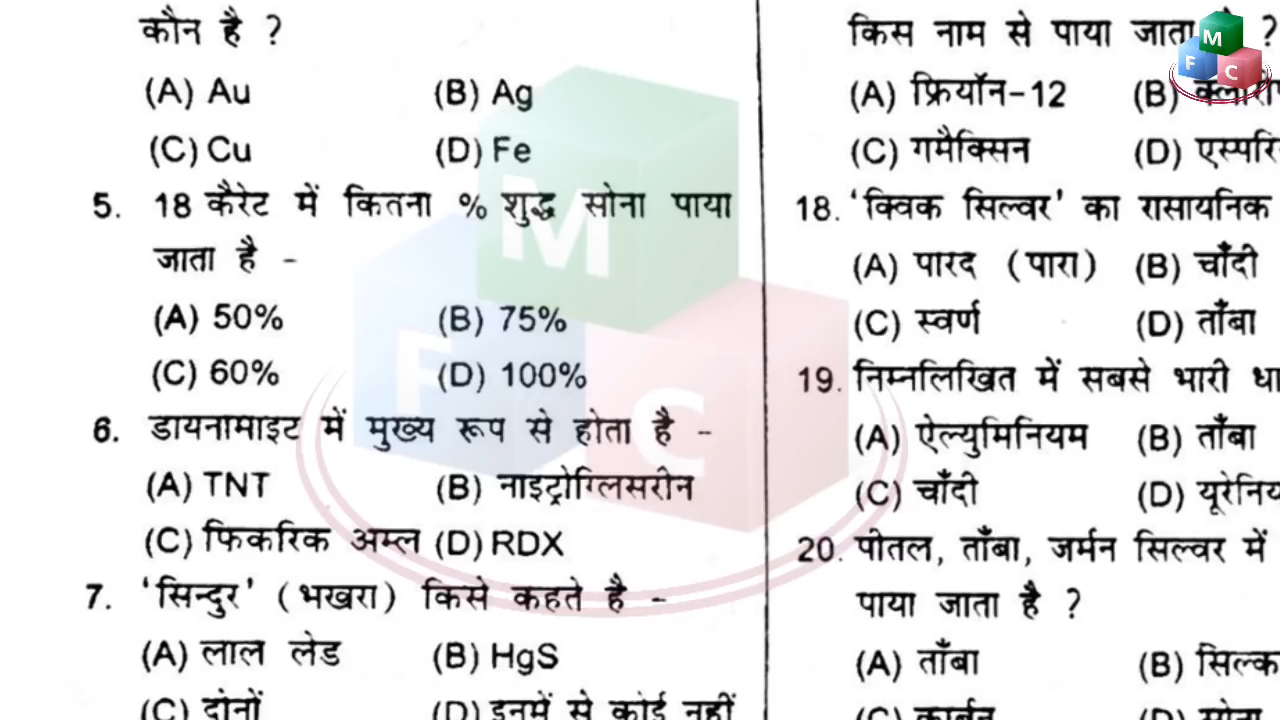 कौन है ?
(A) Au (B) Ag
(C) Cu (D) Fe
5. 18 कैरेट में कितना % शुद्ध सोना पाया
जाता है -
(A) 50% (B) 75%
(C) 60% (D) 100%
6. डायनामाइट में मुख्य रूप से होता है -
(A) TNT (B) नाइट्रोग्लिसरीन
(C) फिकरिक अम्ल (D) RDX
7. 'सिन्दुर' (भखरा) किसे कहते है -
(A) लाल लेड (B) HgS
(C) दोनों (D) इनमें से कोई नहीं
किस नाम से पाया जाता ?
(A) फ्रियॉन-12 (B)
(C) गमैक्सिन (D)
18. 'क्विक सिल्वर' का रासायनिक
(A) पारद (पारा) (B) चाँदी
(C) स्वर्ण (D) ताँबा
19. निम्नलिखित में सबसे भारी
(A) ऐल्युमिनियम (B) ताँबा
(C) चाँदी (D)
20. पीतल, ताँबा, जर्मन सिल्वर में
पाया जाता है ?
(A) ताँबा (B)
(C) कार्बन (D) सोना
M
F C
M
F C